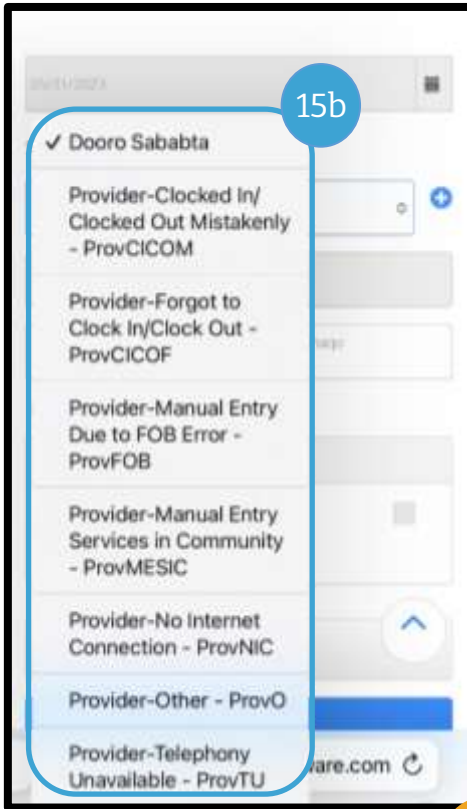 15b
✓ Dooro Sababta
Provider-Clocked In/
Clocked Out Mistakenly
- ProvCICOM
Provider-Forgot to
Clock In/Clock Out -
ProvCICOF
Provider-Manual Entry
Due to FOB Error -
ProvFOB
Provider-Manual Entry
Services in Community
- ProvMESIC
Provider-No Internet
Connection - ProvNIC
Provider-Other - ProvO
Provider-Telephony
Unavailable - ProvTU
ware.com